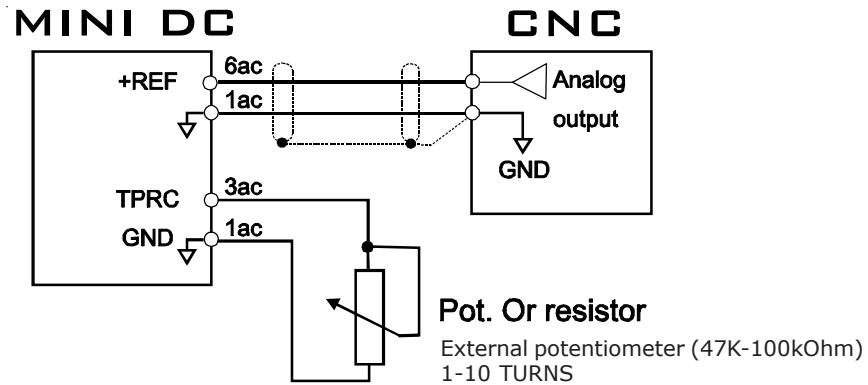 MINI DC
CNC
+REF
6ac
1ac
Analog
output
GND
TPRC
3ac
GND
1ac
Pot. Or resistor
External potentiometer (47K-100kOhm)
1-10 TURNS